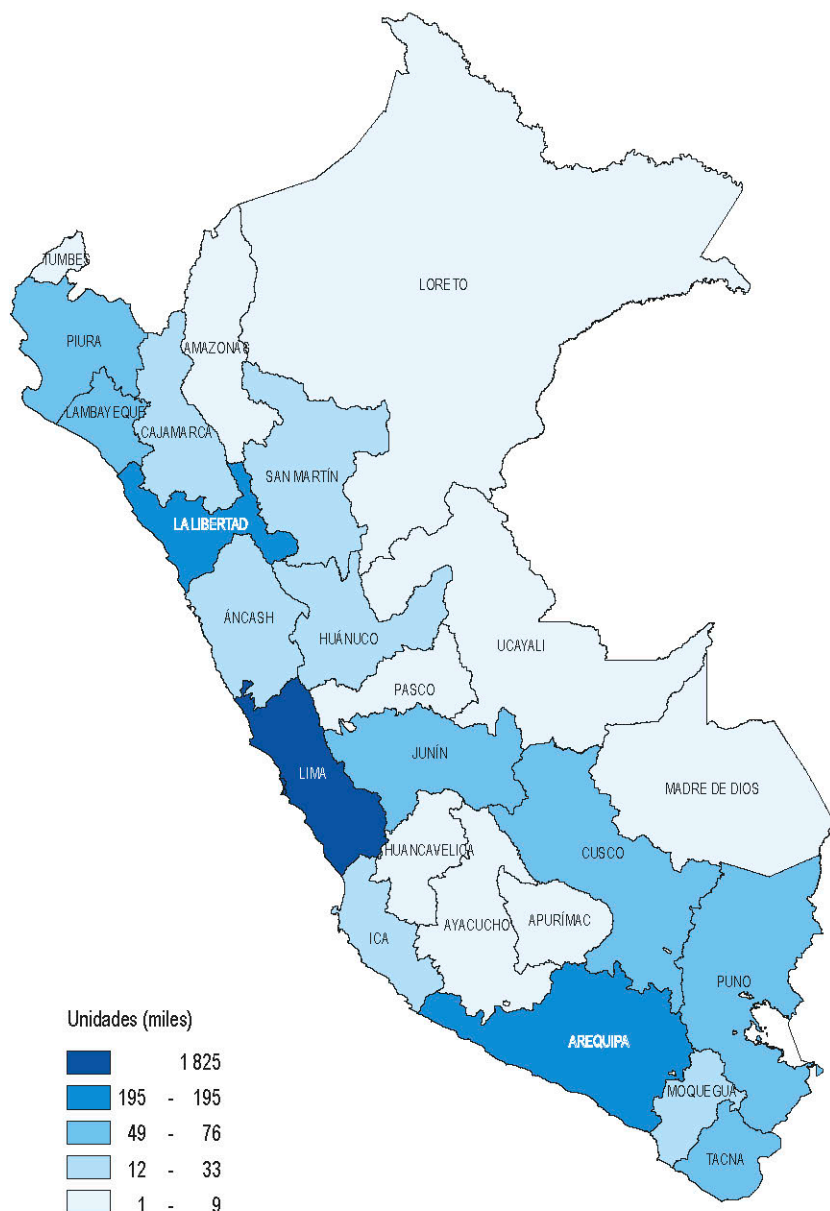 TUMBES
LORETO
PIURA
AMAZONAS
LAMBAYEQUE
CAJAMARCA
SAN MARTÍN
LA LIBERTAD
ÁNCASH
HUÁNUCO
UCAYALI
PASCO
JUNÍN
LIMA
MADRE DE DIOS
HUANCAVELICA
CUSCO
AYACUCHO
APURÍMAC
ICA
PUNO
AREQUIPA
MOQUEGUA
TACNA
Unidades (miles)
1 825
195 - 195
49 - 76
12 - 33
1 - 9